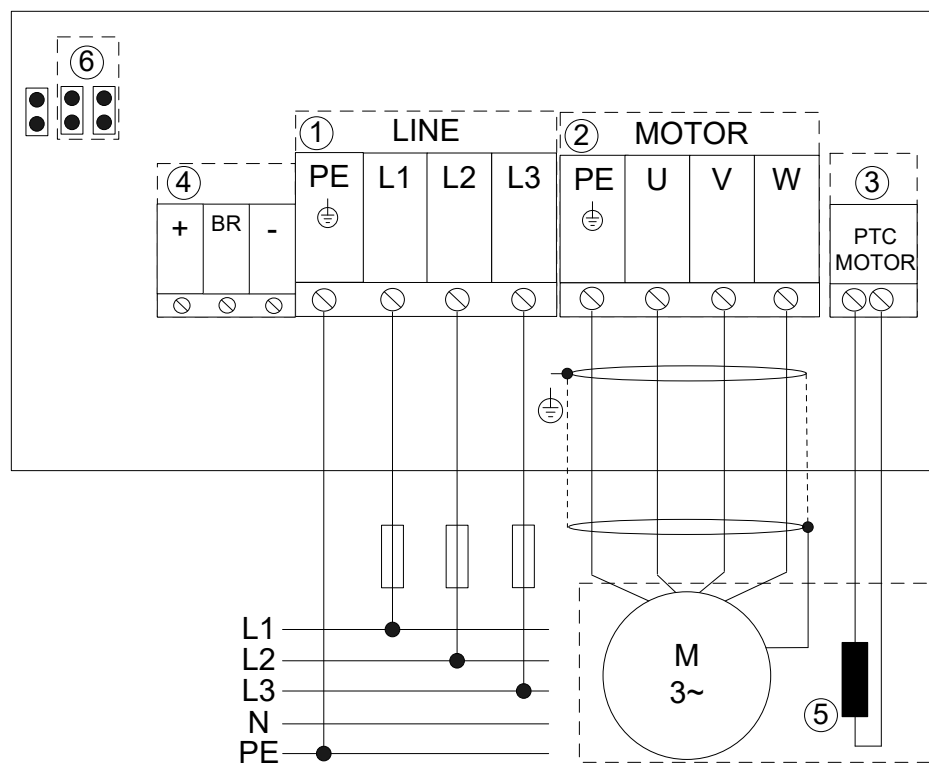 6
1 LINE
2 MOTOR
PE L1 L2 L3
PE U V W
4
3
+ BR -
PTC
MOTOR
L1
L2
L3
N
PE
M
3~
5